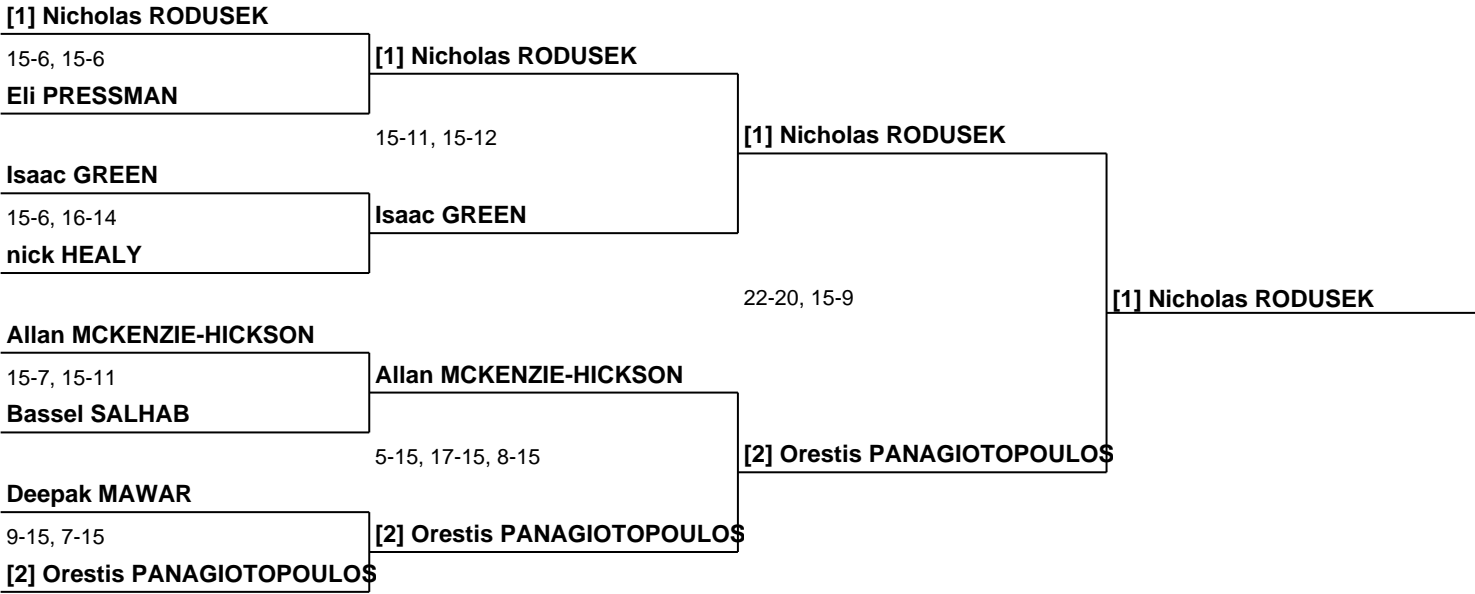 [1] Nicholas RODUSEK
15-6, 15-6
Eli PRESSMAN
Isaac GREEN
15-6, 16-14
nick HEALY
Allan MCKENZIE-HICKSON
15-7, 15-11
Bassel SALHAB
Deepak MAWAR
9-15, 7-15
[2] Orestis PANAGIOTOPOULOS
[1] Nicholas RODUSEK
15-11, 15-12
Isaac GREEN
Allan MCKENZIE-HICKSON
5-15, 17-15, 8-15
[2] Orestis PANAGIOTOPOULOS
[1] Nicholas RODUSEK
22-20, 15-9
[2] Orestis PANAGIOTOPOULOS
[1] Nicholas RODUSEK